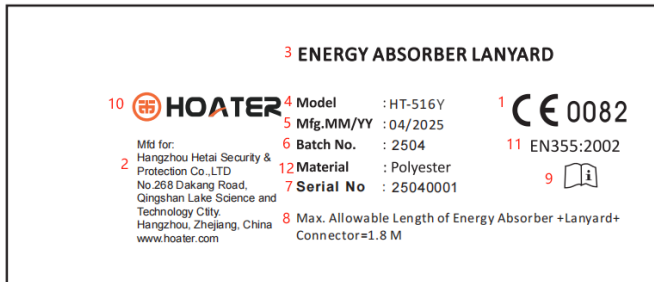 3 ENERGY ABSORBER LANYARD
10 HOATER
4 Model : HT-516Y
1 CE 0082
5 Mfg.MM/YY : 04/2025
6 Batch No. : 2504
11 EN355:2002
12 Material : Polyester
7 Serial No : 25040001
9 i
2 Mfd for:
Hangzhou Hetai Security &
Protection Co.,LTD
No.268 Dakang Road,
Qingshan Lake Science and
Technology Ctity.
Hangzhou, Zhejiang, China
www.hoater.com
8 Max. Allowable Length of Energy Absorber +Lanyard+
Connector=1.8 M